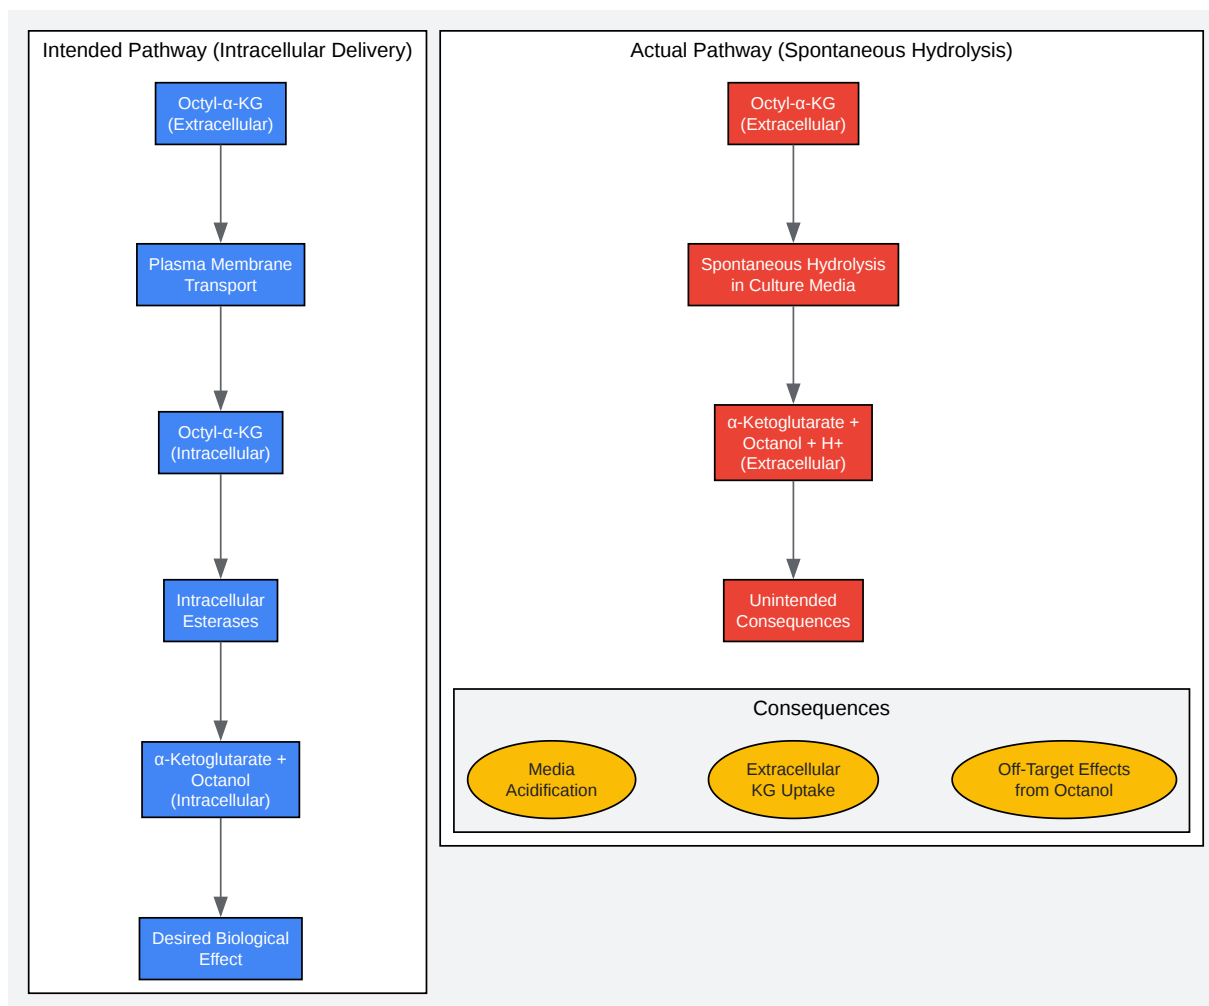 Intended Pathway (Intracellular Delivery)
Octyl-α-KG
(Extracellular)
Plasma Membrane
Transport
Octyl-α-KG
(Intracellular)
Intracellular
Esterases
α-Ketoglutarate +
Octanol
(Intracellular)
Desired Biological
Effect
Actual Pathway (Spontaneous Hydrolysis)
Octyl-α-KG
(Extracellular)
Spontaneous Hydrolysis
in Culture Media
α-Ketoglutarate +
Octanol + H+
(Extracellular)
Unintended
Consequences
Consequences
Media
Acidification
Extracellular
KG Uptake
Off-Target Effects
from Octanol